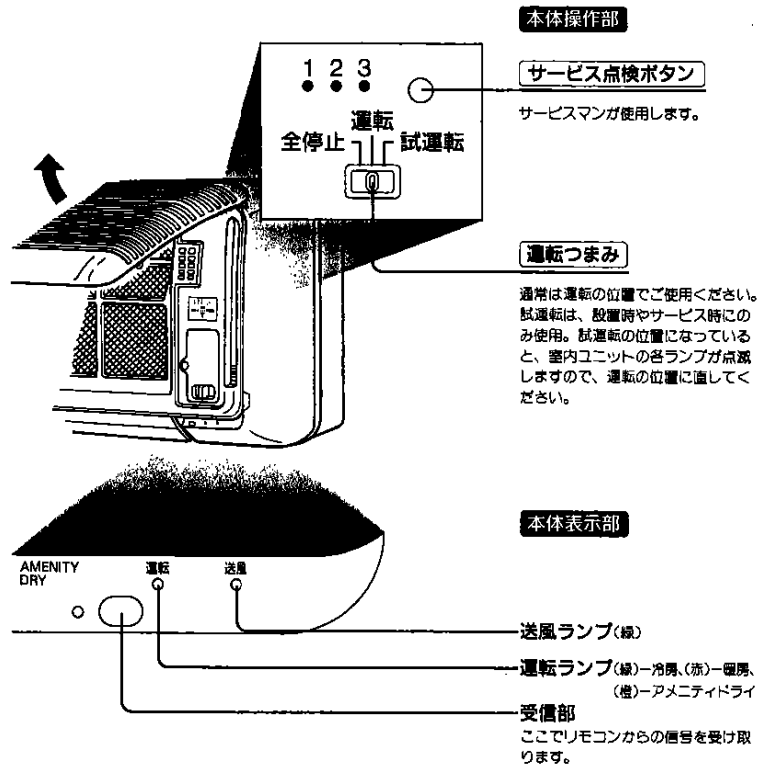 本体操作部
1 2 3
サービス点検ボタン
サービスマンが使用します。
運転
全停止 試運転
運転つまみ
通常は運転の位置でご使用ください。
試運転は、設置時やサービス時にの
み使用。試運転の位置になっている
と、室内ユニットの各ランプが点滅
しますので、運転の位置に直してく
ださい。
本体表示部
AMENITY
DRY
運転
送風
送風ランプ(緑)
運転ランプ(緑)ー冷房、(赤)ー暖房、
(橙)ーアメニティドライ
受信部
ここでリモコンからの信号を受け取
ります。